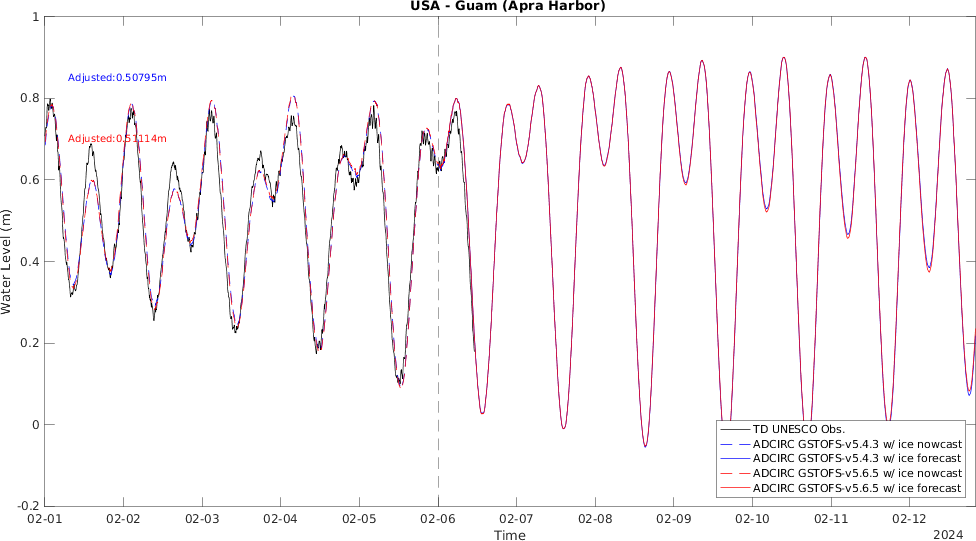 USA - Guam (Apra Harbor)
1
0.8
0.6
0.4
0.2
0
-0.2
Water Level (m)
Adjusted:0.50795m
Adjusted:0.51114m
TD UNESCO Obs.
ADCIRC GSTOFS-v5.4.3 w/ ice nowcast
ADCIRC GSTOFS-v5.4.3 w/ ice forecast
ADCIRC GSTOFS-v5.6.5 w/ ice nowcast
ADCIRC GSTOFS-v5.6.5 w/ ice forecast
02-01 02-02 02-03 02-04 02-05 02-06 02-07 02-08 02-09 02-10 02-11 02-12
Time
2024